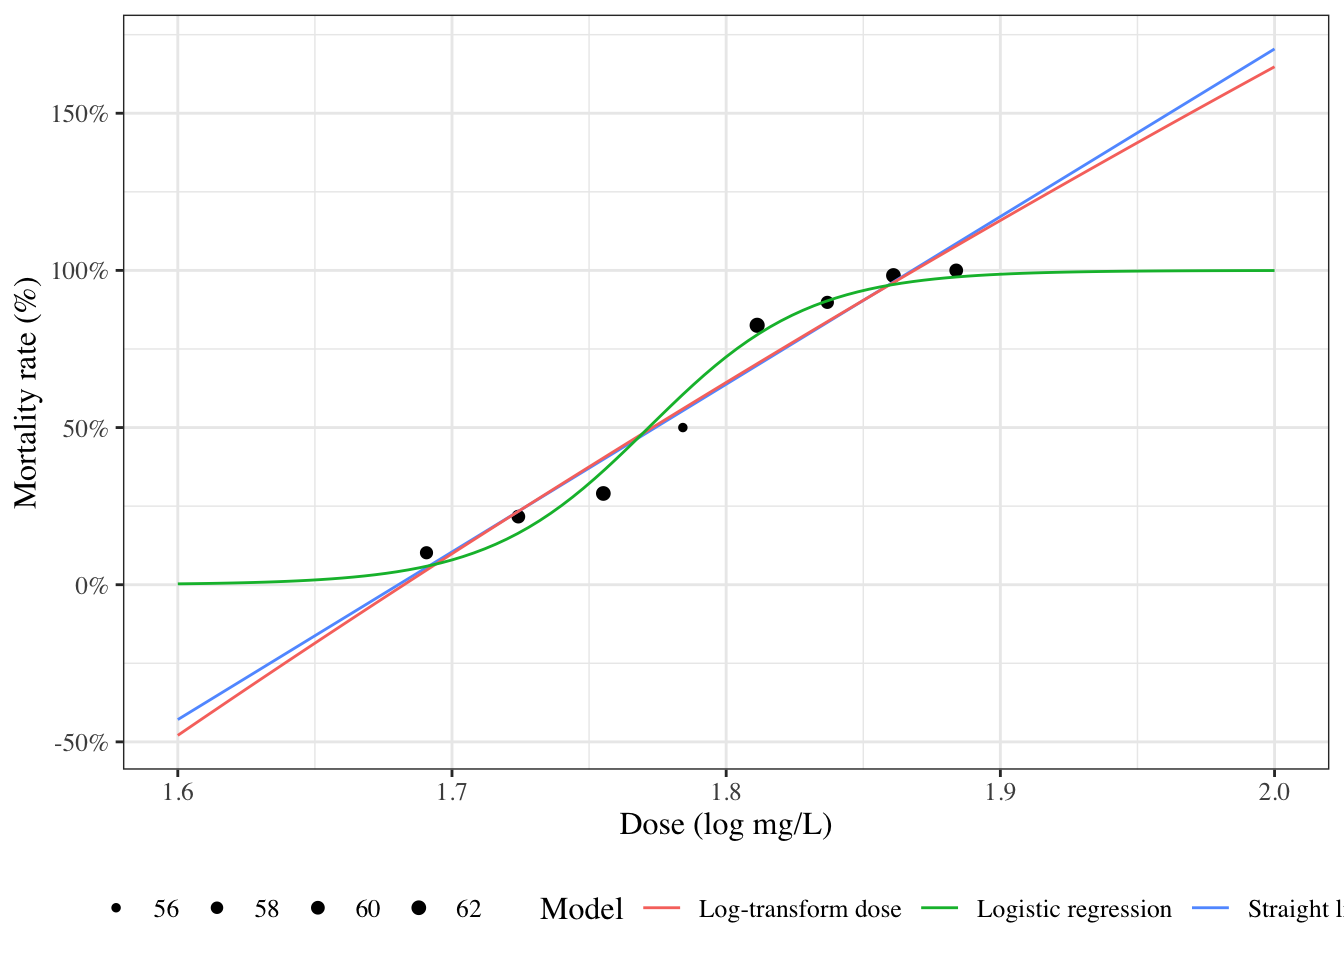 150%
100%
50%
0%
-50%
Mortality rate (%)
1.6 1.7 1.8 1.9 2.0
Dose (log mg/L)
56 58 60 62 Model Log-transform dose Logistic regression Straight